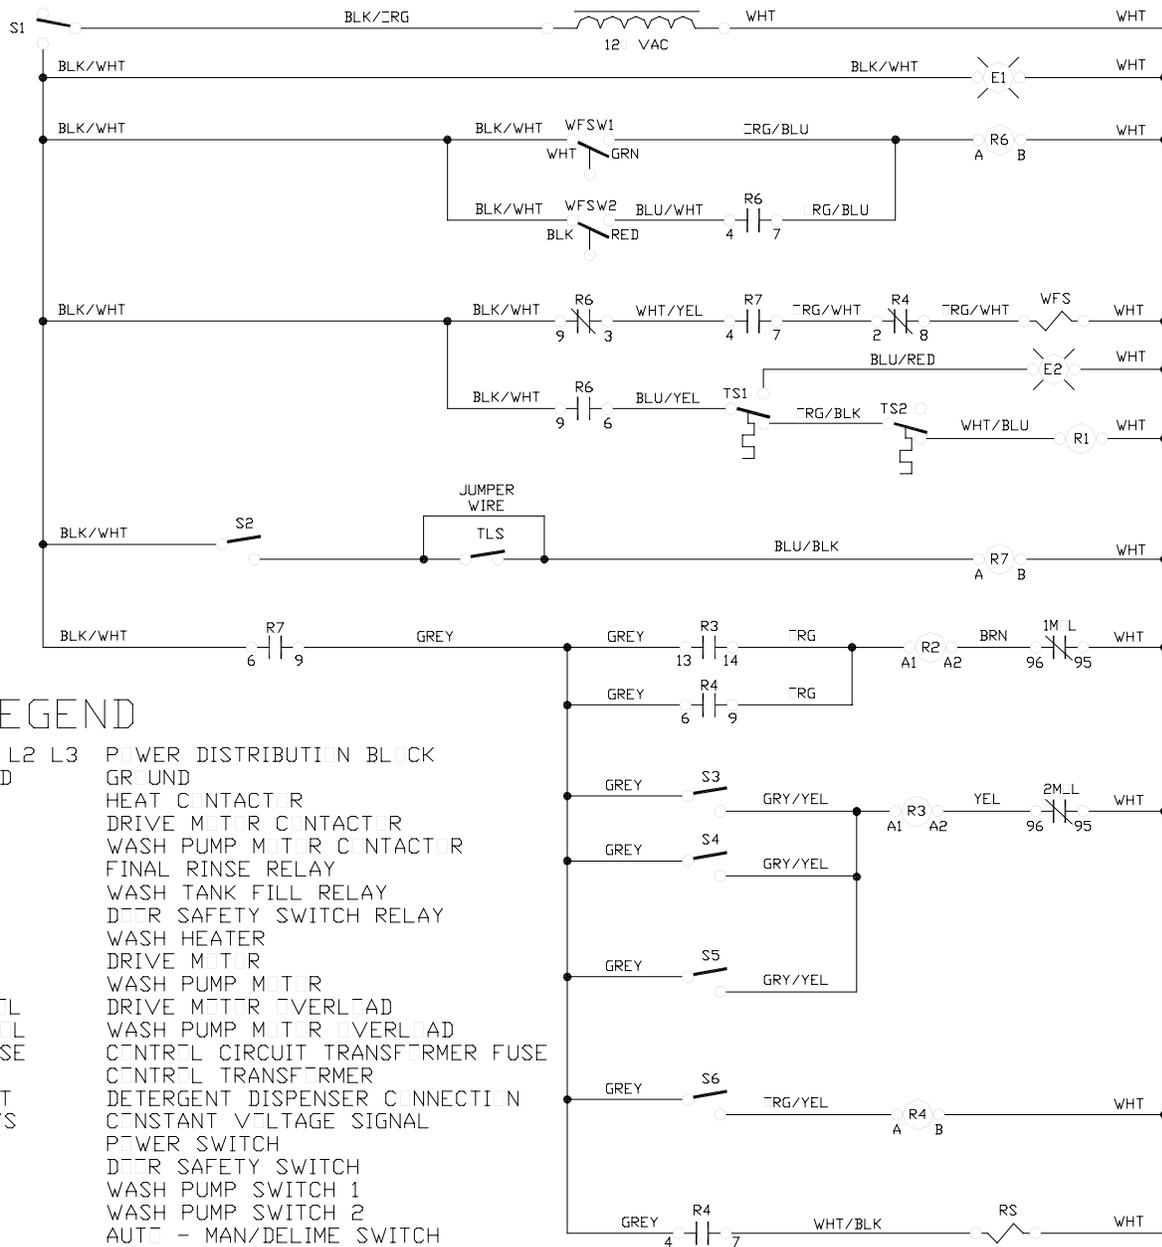 S1 BLK/ORG WHT WHT
120 VAC
BLK/WHT BLK/WHT E1 WHT
BLK/WHT BLK/WHT WFSW1 ORG/BLU R6 WHT
WHT GRN A B
BLK/WHT WFSW2 BLU/WHT R6 ORG/BLU
BLK RED 4 7
BLK/WHT BLK/WHT R6 WHT/YEL R7 ORG/WHT R4 ORG/WHT WFS WHT
9 3 4 7 2 8
BLU/RED E2 WHT
BLK/WHT R6 BLU/YEL TS1 ORG/BLK TS2 WHT/BLU R1 WHT
9 6
JUMPER
WIRE
BLK/WHT S2 TLS BLU/BLK R7 WHT
A B
BLK/WHT R7 GREY GREY R3 ORG R2 BRN 1MOL WHT
6 9 13 14 A1 A2 96 95
GREY R4 ORG
6 9
GREY S3 GRY/YEL R3 YEL 2MOL WHT
A1 A2 96 95
GREY S4 GRY/YEL
GREY S5 GRY/YEL
GREY S6 ORG/YEL R4 WHT
A B
GREY R4 WHT/BLK RS WHT
4 7
EGEND
L2 L3 POWER DISTRIBUTION BLOCK
D GROUND
HEAT CONTACTOR
DRIVE MOTOR CONTACTOR
WASH PUMP MOTOR CONTACTOR
FINAL RINSE RELAY
WASH TANK FILL RELAY
DOOR SAFETY SWITCH RELAY
WASH HEATER
DRIVE MOTOR
WASH PUMP MOTOR
OL DRIVE MOTOR OVERLOAD
OL WASH PUMP MOTOR OVERLOAD
SE CONTROL CIRCUIT TRANSFORMER FUSE
CONTROL TRANSFORMER
T DETERGENT DISPENSER CONNECTION
/S CONSTANT VOLTAGE SIGNAL
POWER SWITCH
DOOR SAFETY SWITCH
WASH PUMP SWITCH 1
WASH PUMP SWITCH 2
AUTO - MAN/DELIME SWITCH